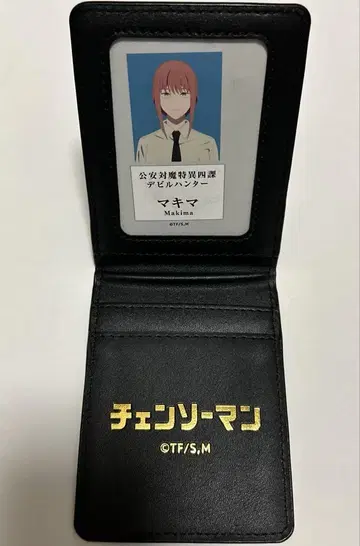 公安対魔特異四課
デビルハンター
マキマ
Makima
©TF/S,M
チェンソーマン
©TF/S,M